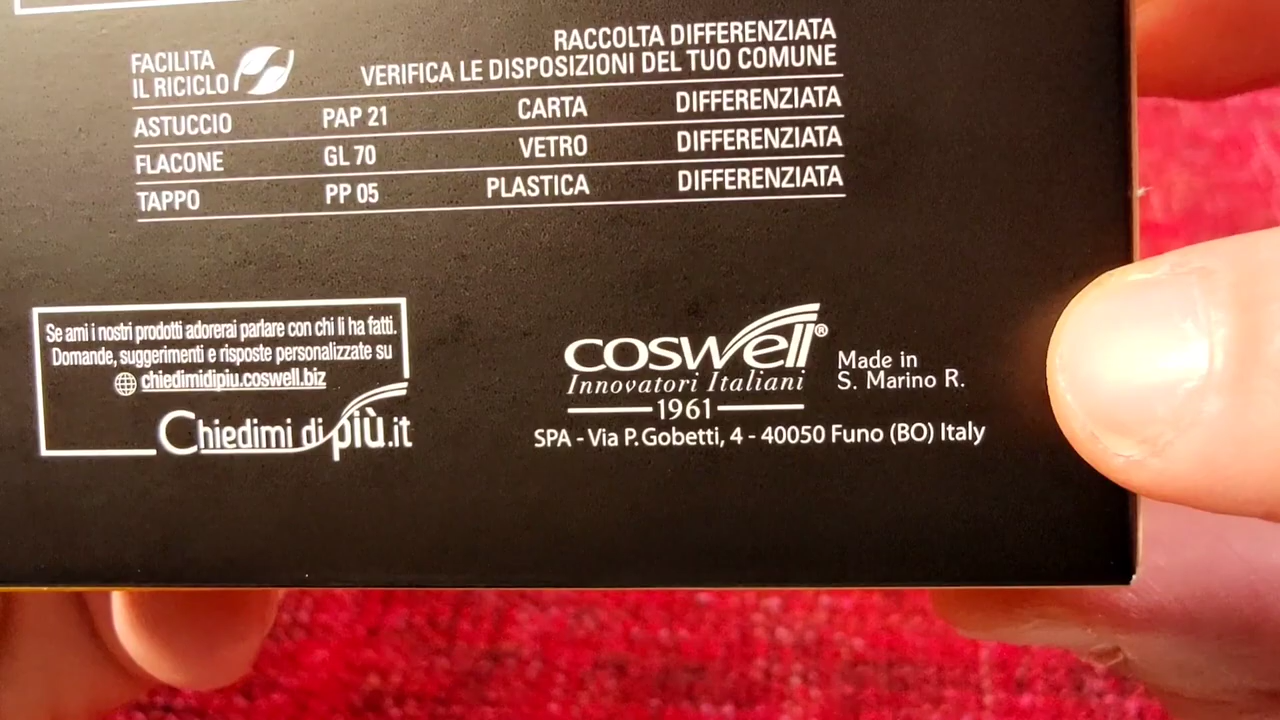 FACILITA
IL RICICLO
RACCOLTA DIFFERENZIATA
VERIFICA LE DISPOSIZIONI DEL TUO COMUNE
ASTUCCIO PAP 21 CARTA DIFFERENZIATA
FLACONE GL 70 VETRO DIFFERENZIATA
TAPPO PP 05 PLASTICA DIFFERENZIATA
Se ami i nostri prodotti adorerai parlare con chi li ha fatti.
Domande, suggerimenti e risposte personalizzate su
chiedimidipiu.coswell.biz
Chiedimi di più.it
coswell®
Innovatori Italiani
1961
Made in
S. Marino R.
SPA - Via P. Gobetti, 4 - 40050 Funo (BO) Italy